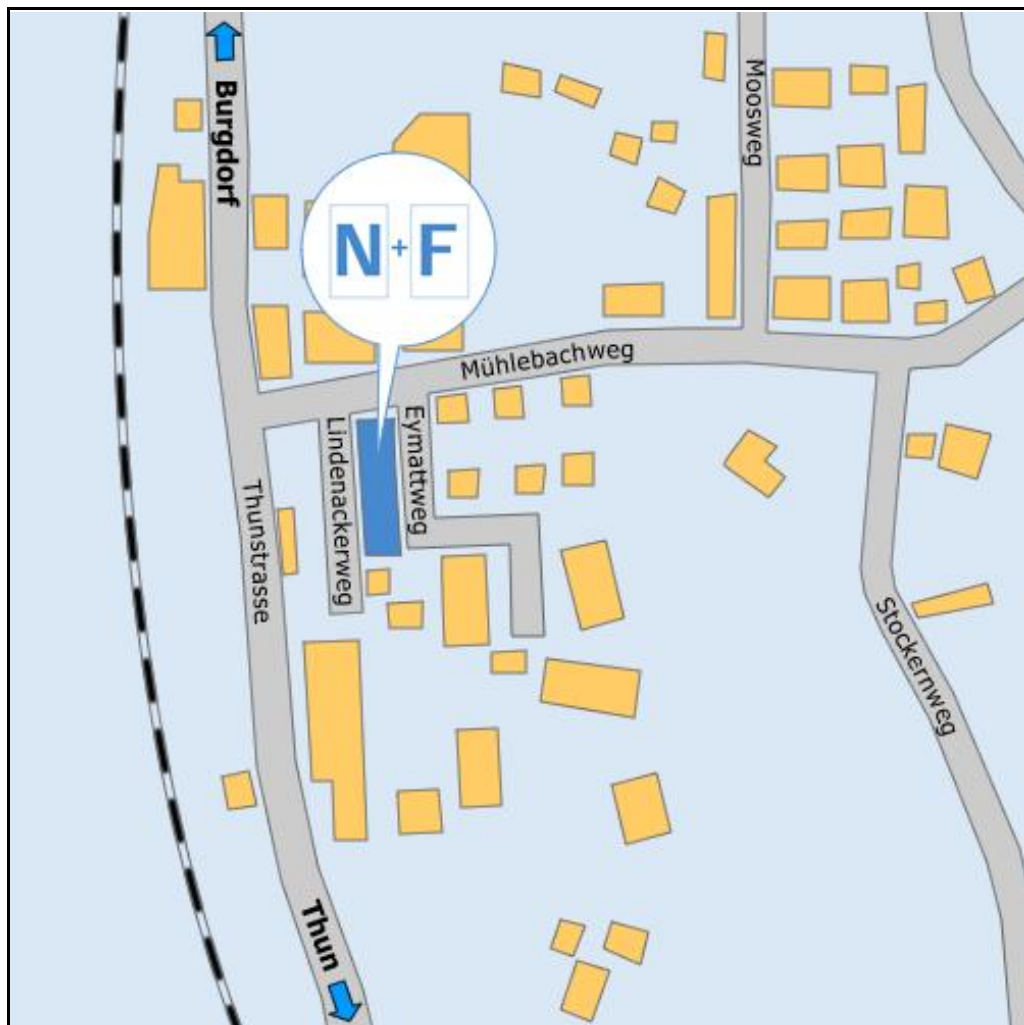 Burgdorf
Moosweg
N+F
Mühlebachweg
Lindenackerweg
Eymattweg
Thunstrasse
Stockernweg
Thun